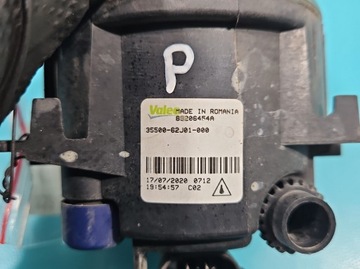 P
Valeo MADE IN ROMANIA
89206454A
35500-62J01-000
17/07/2020 0712
19:54:57 C02